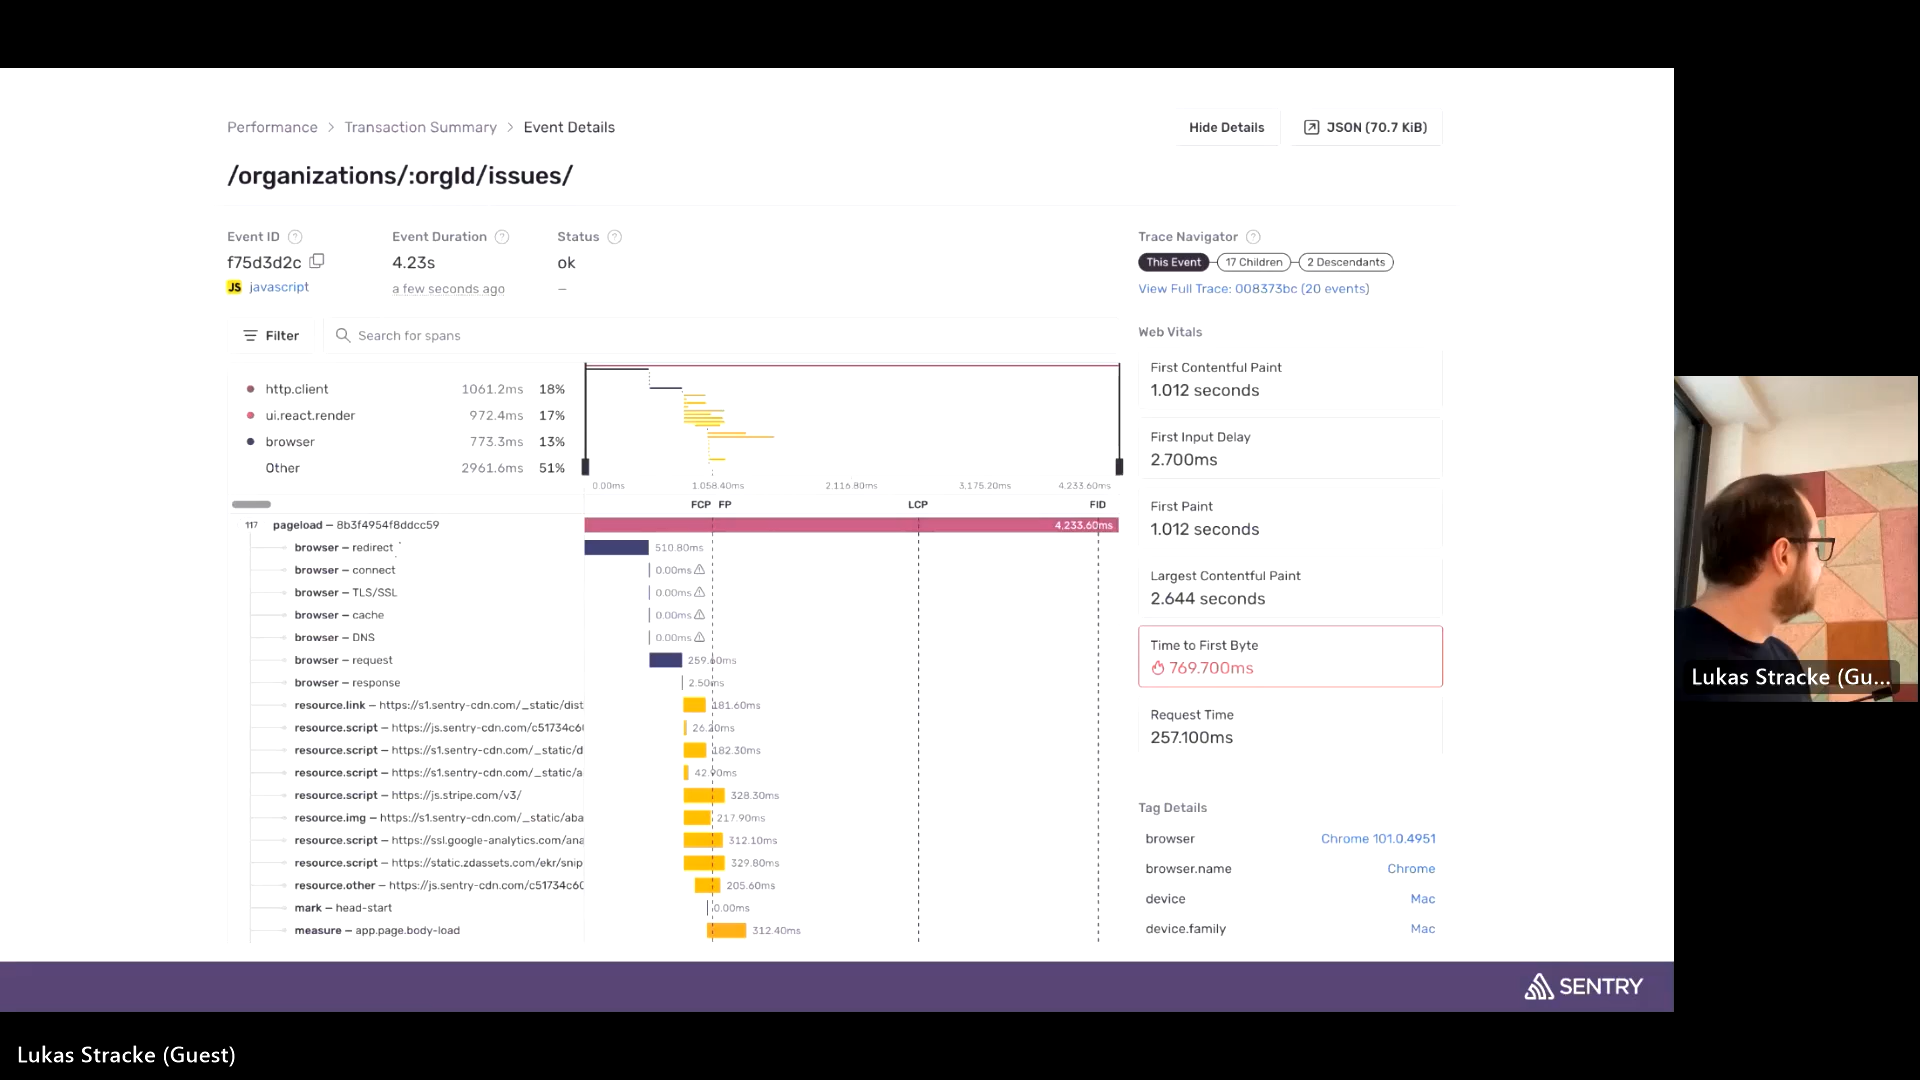 Performance > Transaction Summary > Event Details
Hide Details
JSON (70.7 KiB)
/organizations/:orgId/issues/
Event ID
Event Duration
Status
f75d3d2c
4.23s
ok
JS javascript
a few seconds ago
–
Trace Navigator
This Event
17 Children
2 Descendants
View Full Trace: 008373bc (20 events)
Filter
Search for spans
http.client 1061.2ms 18%
ui.react.render 972.4ms 17%
browser 773.3ms 13%
Other 2961.6ms 51%
0.00ms 1,058.40ms 2,116.80ms 3,175.20ms 4,233.60ms
FCP FP LCP FID
117 pageload – 8b3f4954f8ddcc59 4,233.60ms
browser – redirect 510.80ms
browser – connect 0.00ms
browser – TLS/SSL 0.00ms
browser – cache 0.00ms
browser – DNS 0.00ms
browser – request 259.60ms
browser – response 2.50ms
resource.link – https://s1.sentry-cdn.com/_static/dist 181.60ms
resource.script – https://js.sentry-cdn.com/c51734c6 26.20ms
resource.script – https://s1.sentry-cdn.com/_static/d 182.30ms
resource.script – https://s1.sentry-cdn.com/_static/a 42.90ms
resource.script – https://js.stripe.com/v3/ 328.30ms
resource.img – https://s1.sentry-cdn.com/_static/aba 217.90ms
resource.script – https://ssl.google-analytics.com/ana 312.10ms
resource.script – https://static.zdassets.com/ekr/snip 329.80ms
resource.other – https://js.sentry-cdn.com/c51734c60 205.60ms
mark – head-start 0.00ms
measure – app.page.body-load 312.40ms
Web Vitals
First Contentful Paint
1.012 seconds
First Input Delay
2.700ms
First Paint
1.012 seconds
Largest Contentful Paint
2.644 seconds
Time to First Byte
769.700ms
Request Time
257.100ms
Tag Details
browser Chrome 101.0.4951
browser.name Chrome
device Mac
device.family Mac
SENTRY
Lukas Stracke (Gu...
Lukas Stracke (Guest)